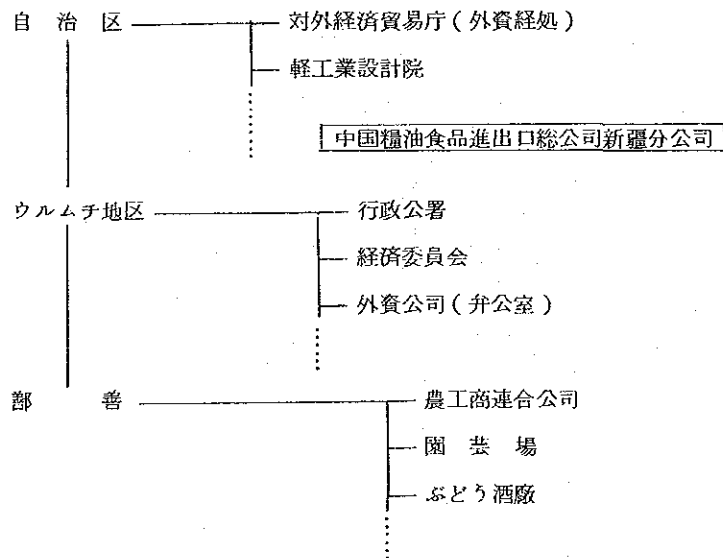 自治区 対外経済貿易庁(外資経処)
軽工業設計院
中国糧油食品進出口総公司新疆分公司
ウルムチ地区 行政公署
経済委員会
外資公司(弁公室)
鄯善 農工商連合公司
園芸場
ぶどう酒廠